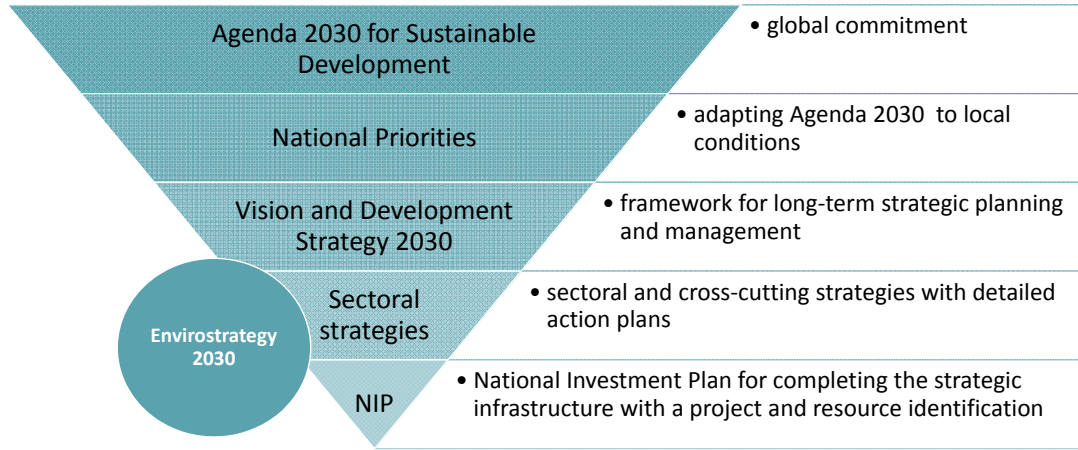 Agenda 2030 for Sustainable
Development
• global commitment
National Priorities
• adapting Agenda 2030 to local
conditions
Vision and Development
Strategy 2030
• framework for long-term strategic planning
and management
Sectoral
strategies
• sectoral and cross-cutting strategies with detailed
action plans
Envirostrategy
2030
NIP
• National Investment Plan for completing the strategic
infrastructure with a project and resource identification